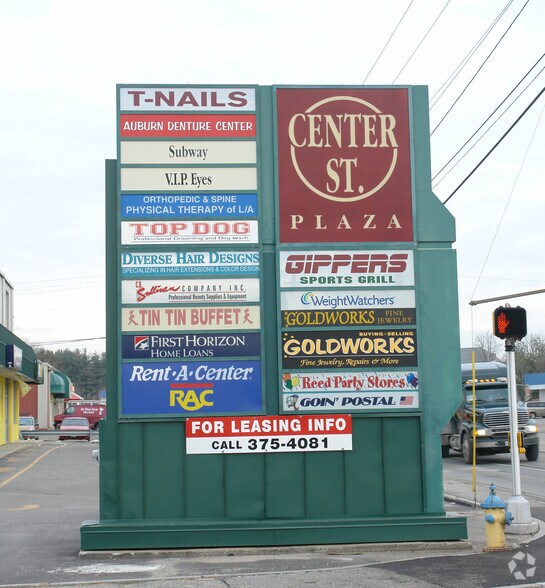 T-NAILS
AUBURN DENTURE CENTER
Subway
V.I.P. Eyes
ORTHOPEDIC & SPINE
PHYSICAL THERAPY of L/A
TOP DOG
Professional Grooming and Dog Wash
DIVERSE HAIR DESIGNS
SPECIALIZING IN HAIR EXTENSIONS & COLOR DESIGN
Sullivan COMPANY INC.
Professional Beauty Supplies & Equipment
TIN TIN BUFFET
FIRST HORIZON
HOME LOANS
Rent-A-Center
RAC
CENTER
ST.
PLAZA
GIPPERS
SPORTS GRILL
WeightWatchers
GOLDWORKS FINE JEWELRY
BUYING - SELLING
GOLDWORKS
Fine Jewelry, Repairs & More
Reed Party Stores
GOIN' POSTAL
FOR LEASING INFO
CALL 375-4081